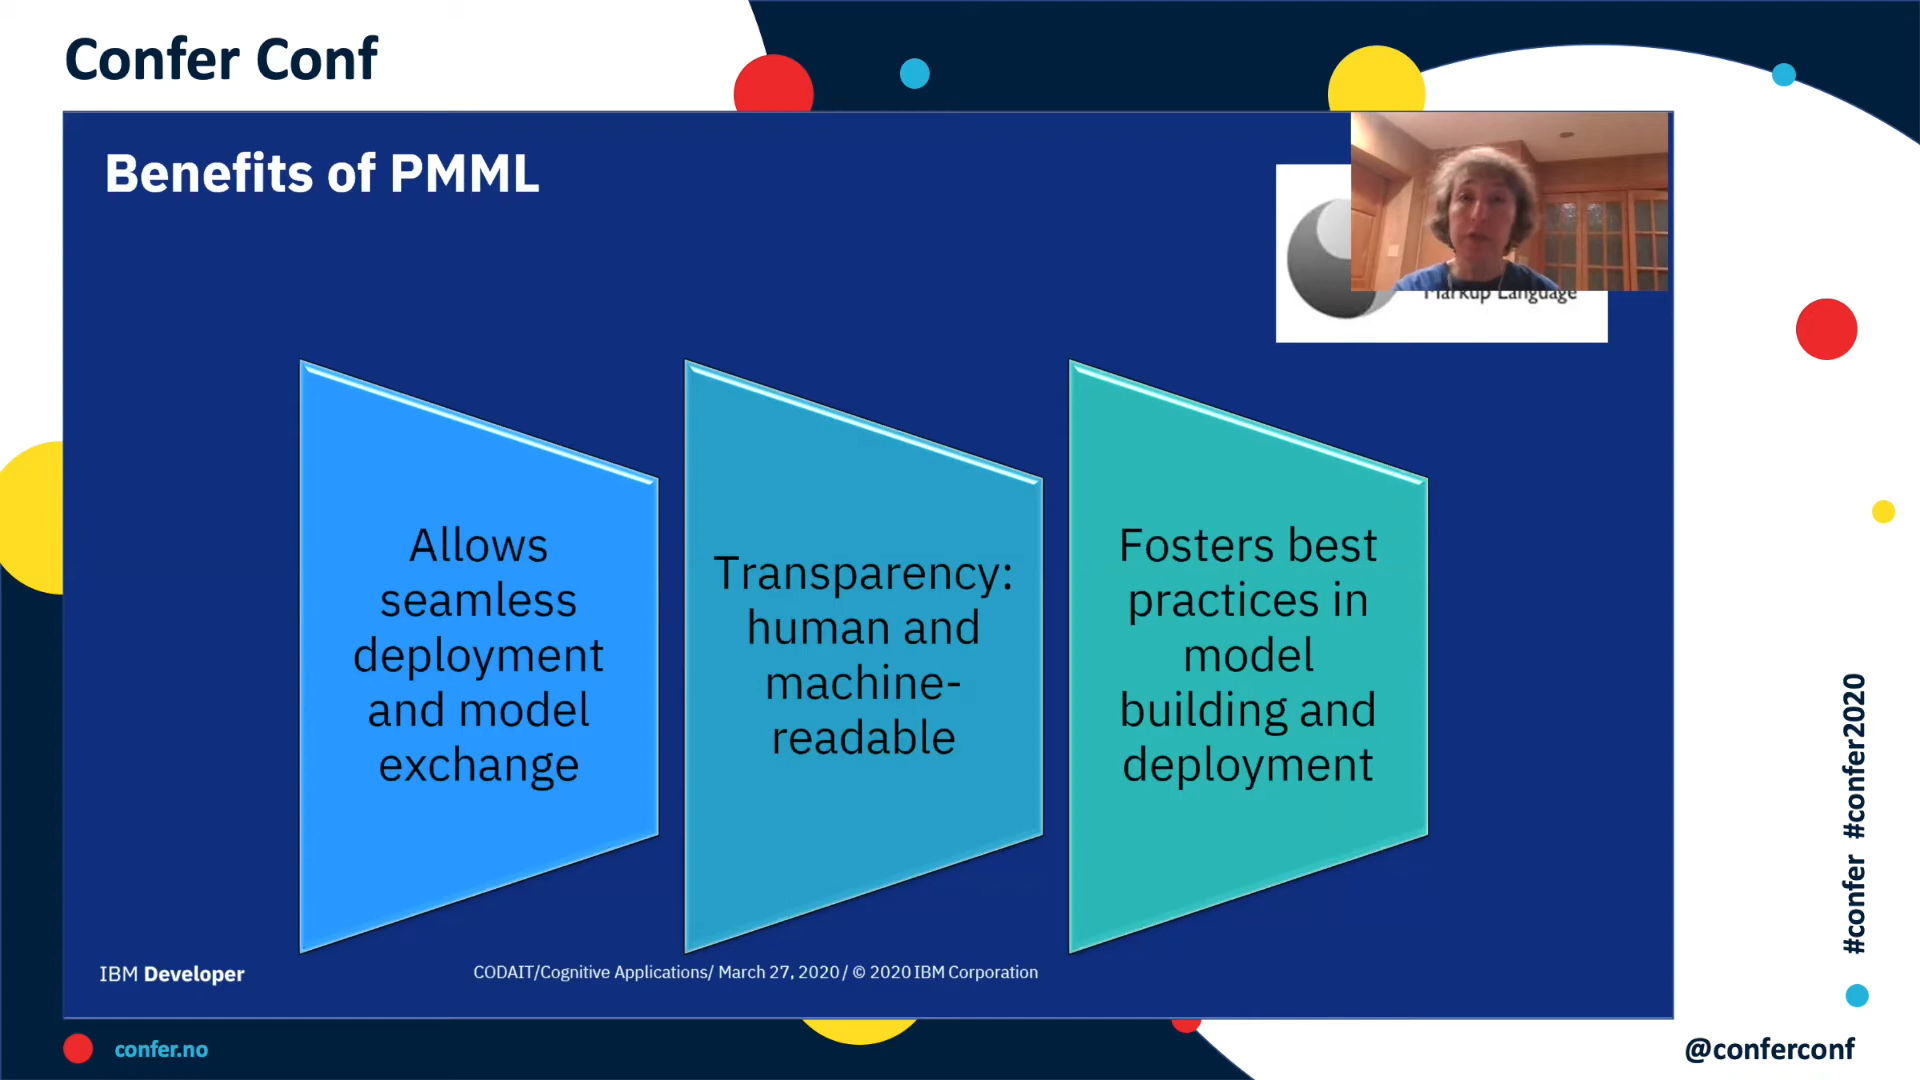 Confer Conf
Benefits of PMML
Markup Language
Allows
seamless
deployment
and model
exchange
Transparency:
human and
machine-
readable
Fosters best
practices in
model
building and
deployment
IBM Developer
CODAIT/Cognitive Applications/ March 27, 2020 / © 2020 IBM Corporation
#confer #confer2020
confer.no
@conferconf